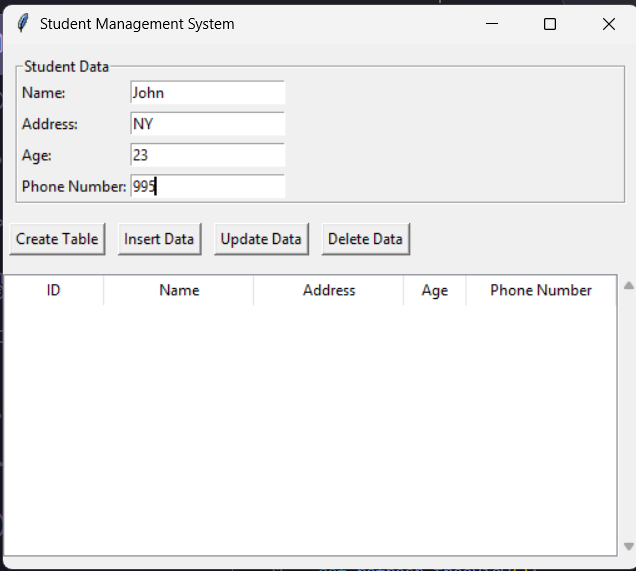 Student Management System
Student Data
Name: John
Address: NY
Age: 23
Phone Number: 995
Create Table Insert Data Update Data Delete Data
ID Name Address Age Phone Number